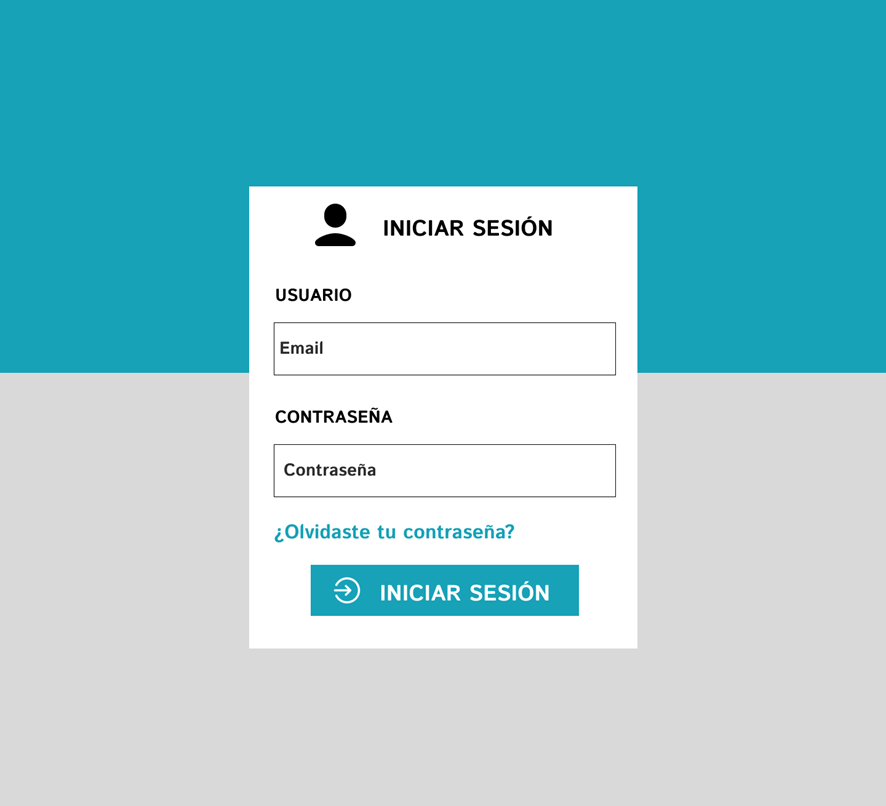 INICIAR SESIÓN
USUARIO
Email
CONTRASEÑA
Contraseña
¿Olvidaste tu contraseña?
INICIAR SESIÓN